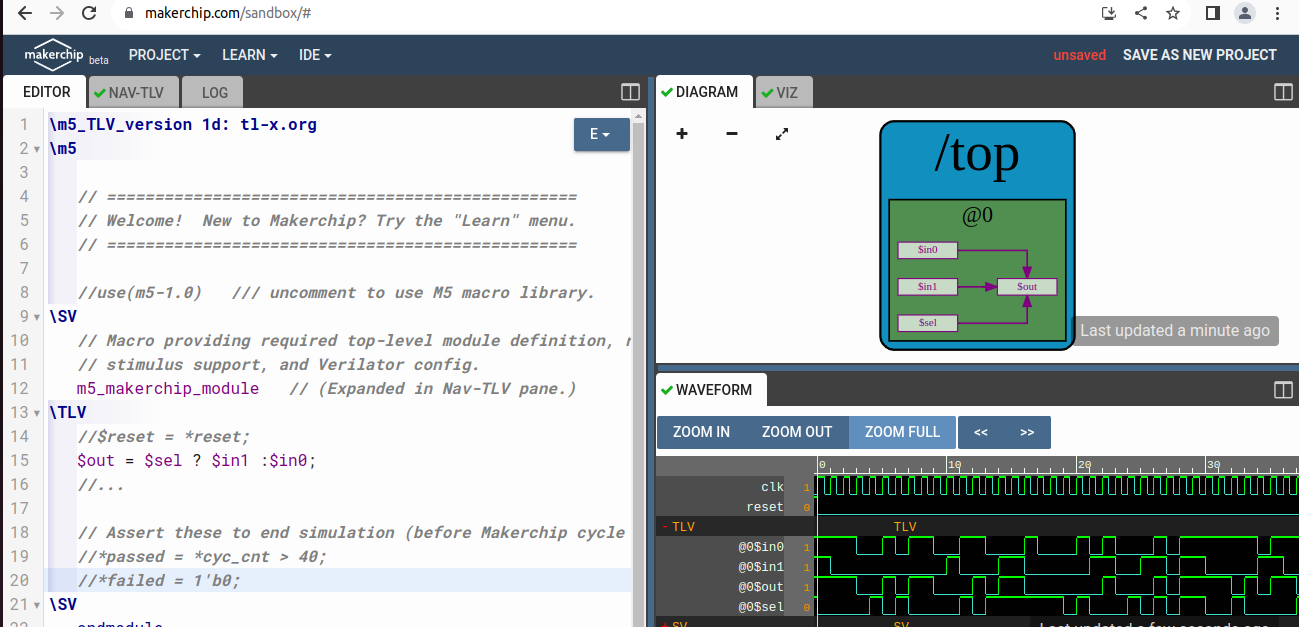 makerchip.com/sandbox/#
makerchip beta PROJECT LEARN IDE unsaved SAVE AS NEW PROJECT
EDITOR NAV-TLV LOG
E
1 \m5_TLV_version 1d: tl-x.org
2 \m5
3
4 // =================================================
5 // Welcome!  New to Makerchip? Try the "Learn" menu.
6 // =================================================
7
8 //use(m5-1.0)   /// uncomment to use M5 macro library.
9 \SV
10 // Macro providing required top-level module definition,
11 // stimulus support, and Verilator config.
12 m5_makerchip_module   // (Expanded in Nav-TLV pane.)
13 \TLV
14 //$reset = *reset;
15 $out = $sel ? $in1 :$in0;
16 //...
17
18 // Assert these to end simulation (before Makerchip cycle
19 //*passed = *cyc_cnt > 40;
20 //*failed = 1'b0;
21 \SV
22 endmodule
DIAGRAM VIZ
+ −
/top
@0
$in0
$in1 $out
$sel
Last updated a minute ago
WAVEFORM
ZOOM IN ZOOM OUT ZOOM FULL << >>
0 10 20 30
clk 1
reset 0
- TLV TLV
@0$in0 1
@0$in1 1
@0$out 1
@0$sel 0
+ SV SV
Last updated a few seconds ago